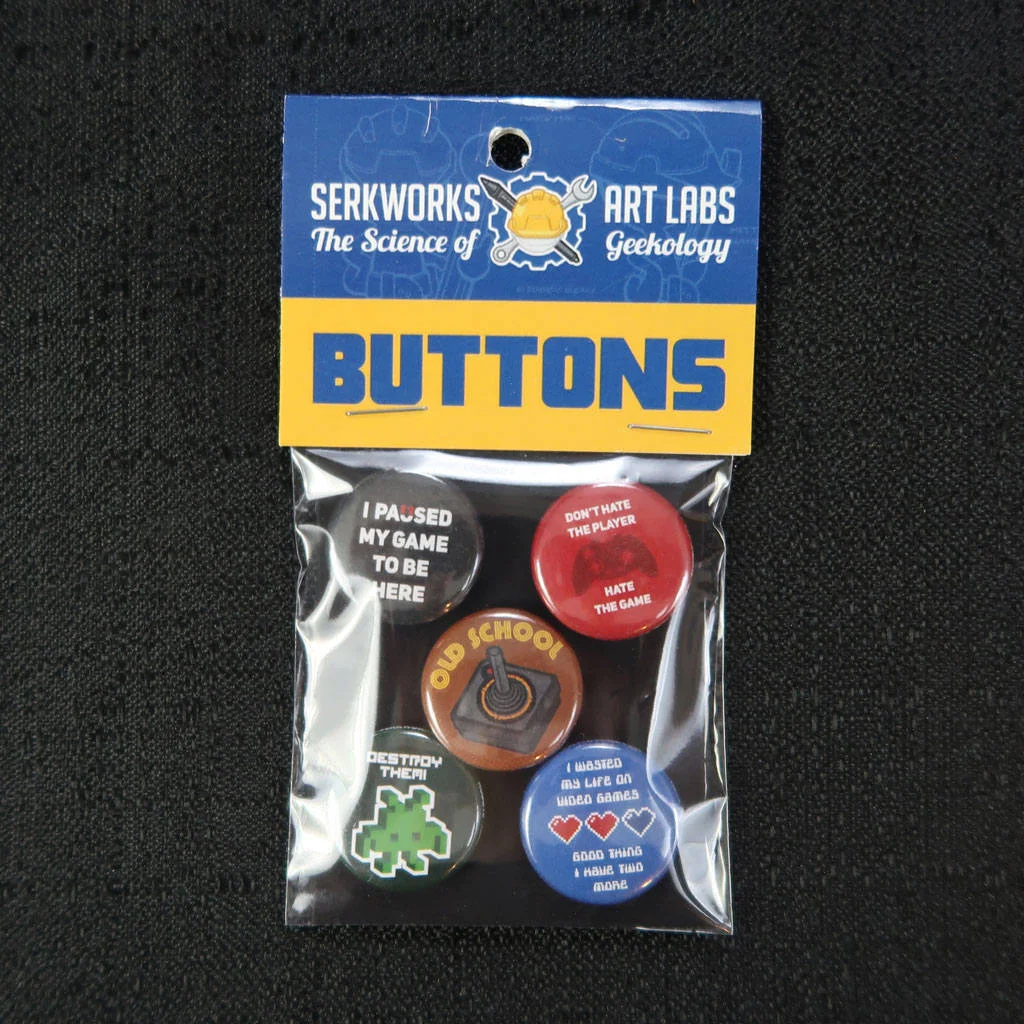 SERKWORKS ART LABS
The Science of Geekology
BUTTONS
I PAUSED
MY GAME
TO BE
HERE
DON'T HATE
THE PLAYER
HATE
THE GAME
OLD SCHOOL
DESTROY
THEM!
I WASTED
MY LIFE ON
VIDEO GAMES
GOOD THING
I HAVE TWO
MORE